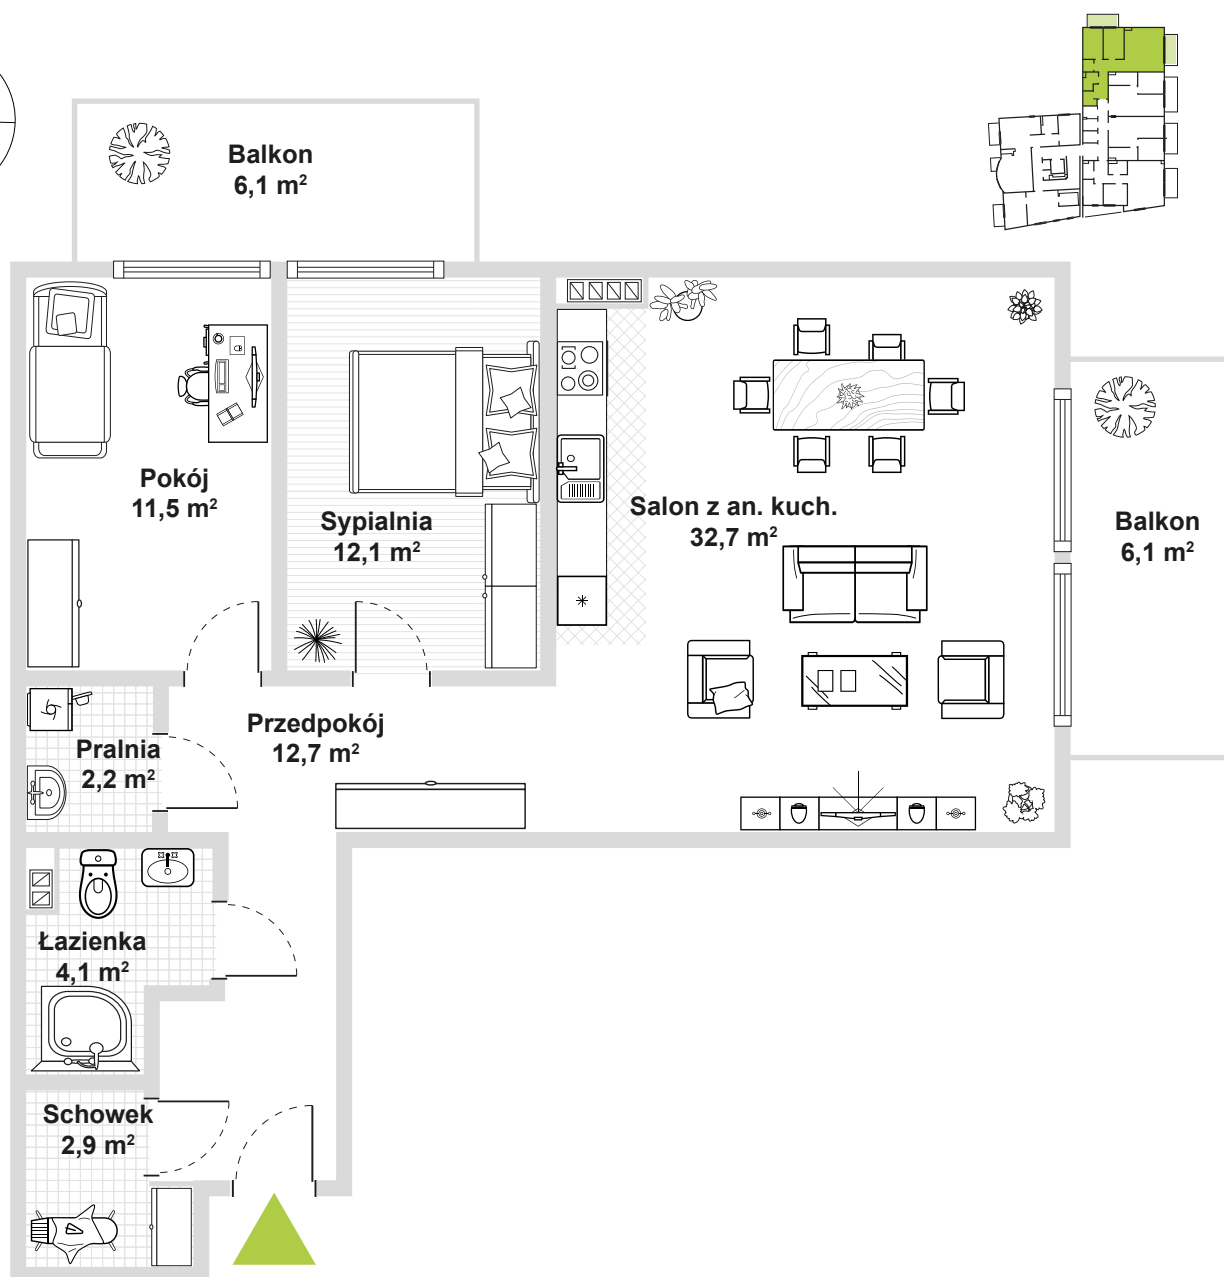 Balkon
6,1 m²
Pokój
11,5 m²
Sypialnia
12,1 m²
Salon z an. kuch.
32,7 m²
Balkon
6,1 m²
Przedpokój
12,7 m²
Pralnia
2,2 m²
Łazienka
4,1 m²
Schowek
2,9 m²